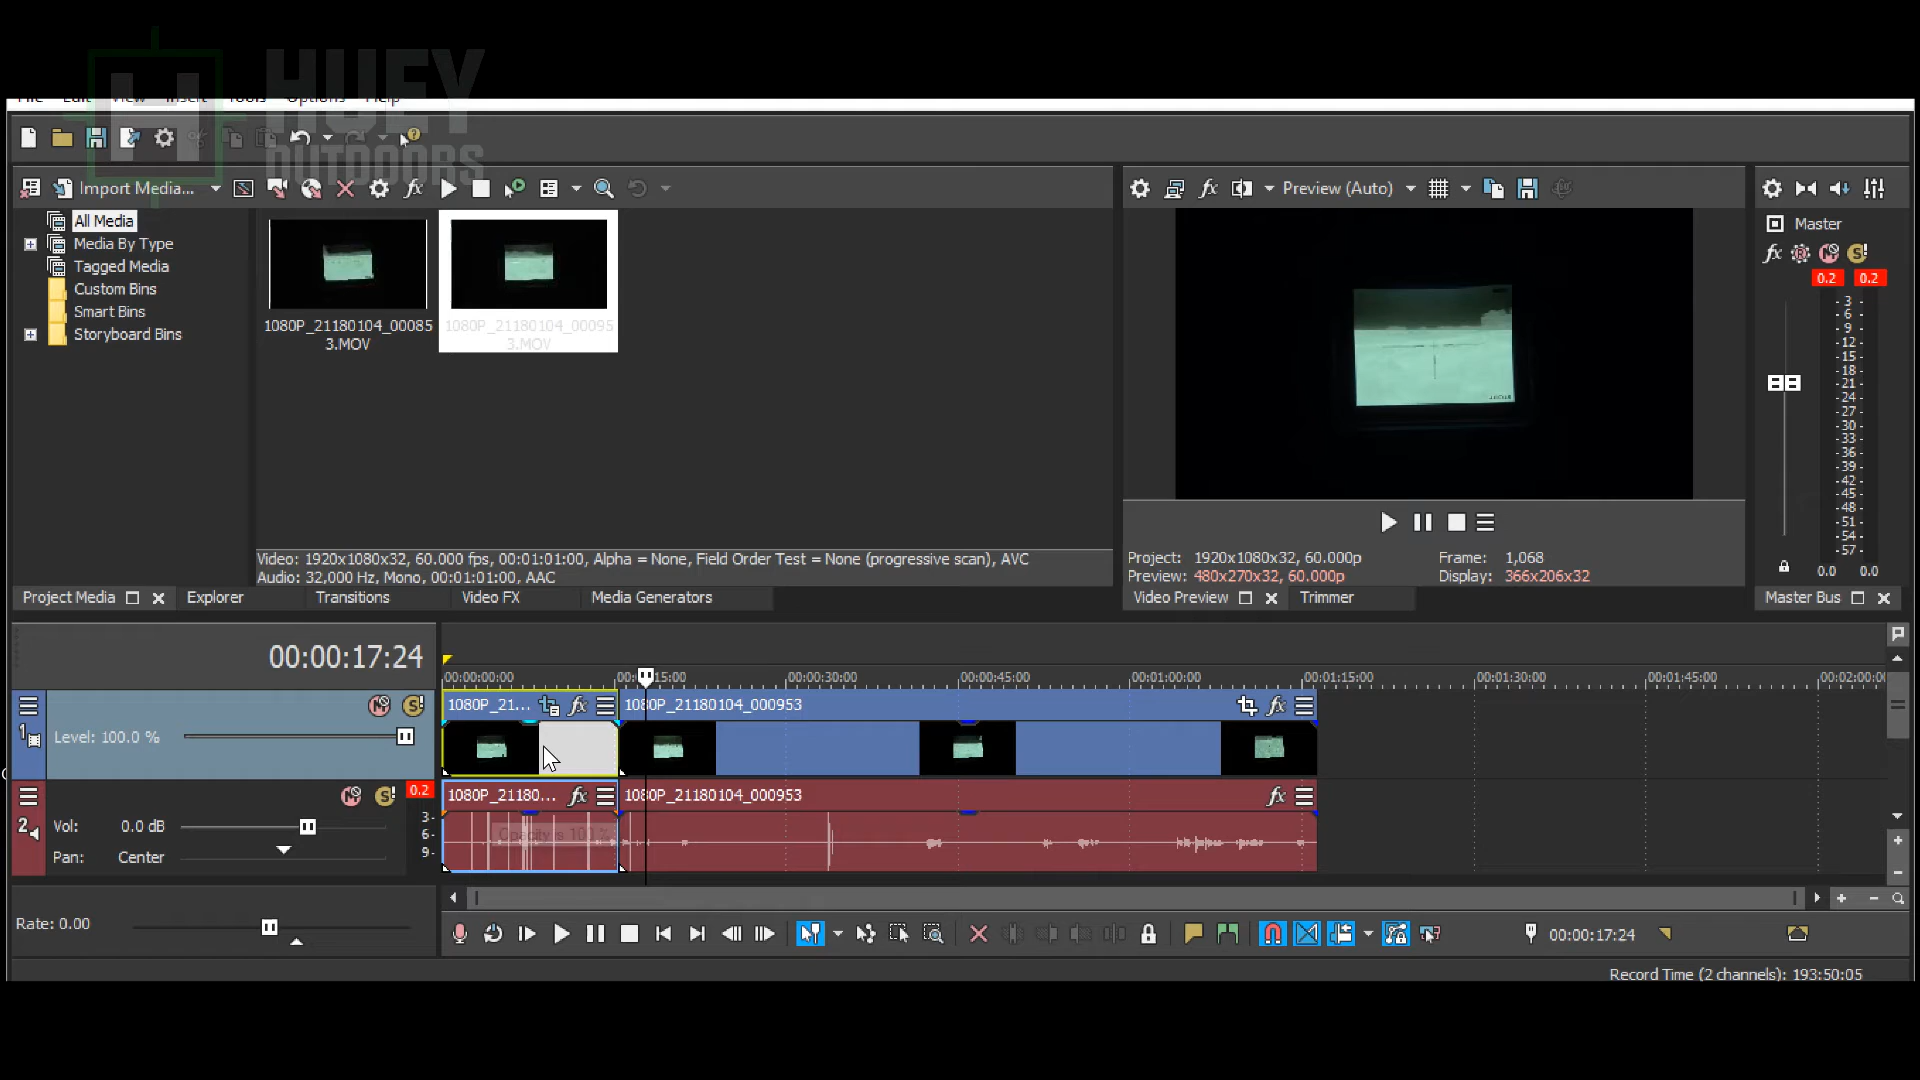 H HUEY
OUTDOORS
File Edit View Insert Tools Options Help
Import Media...
All Media
Media By Type
Tagged Media
Custom Bins
Smart Bins
Storyboard Bins
1080P_21180104_00085
3.MOV
1080P_21180104_00095
3.MOV
Video: 1920x1080x32, 60.000 fps, 00:01:01:00, Alpha = None, Field Order Test = None (progressive scan), AVC
Audio: 32,000 Hz, Mono, 00:01:01:00, AAC
Project Media
Explorer
Transitions
Video FX
Media Generators
Preview (Auto)
Project: 1920x1080x32, 60.000p
Frame: 1,068
Preview: 480x270x32, 60.000p
Display: 366x206x32
Video Preview
Trimmer
Master
fx
0.2 0.2
- 3 -
- 6 -
- 9 -
- 12 -
- 15 -
- 18 -
- 21 -
- 24 -
- 27 -
- 30 -
- 33 -
- 36 -
- 39 -
- 42 -
- 45 -
- 48 -
- 51 -
- 54 -
- 57 -
0.0 0.0
Master Bus
00:00:17:24
00:00:00:00 00:00:15:00 00:00:30:00 00:00:45:00 00:01:00:00 00:01:15:00 00:01:30:00 00:01:45:00 00:02:00:00
1
Level: 100.0 %
1080P_21... fx
1080P_21180104_000953 fx
2
0.2
Vol: 0.0 dB
Pan: Center
3-
6-
9-
1080P_21180... fx
1080P_21180104_000953 fx
Opacity is 100 %
Rate: 0.00
00:00:17:24
Record Time (2 channels): 193:50:05